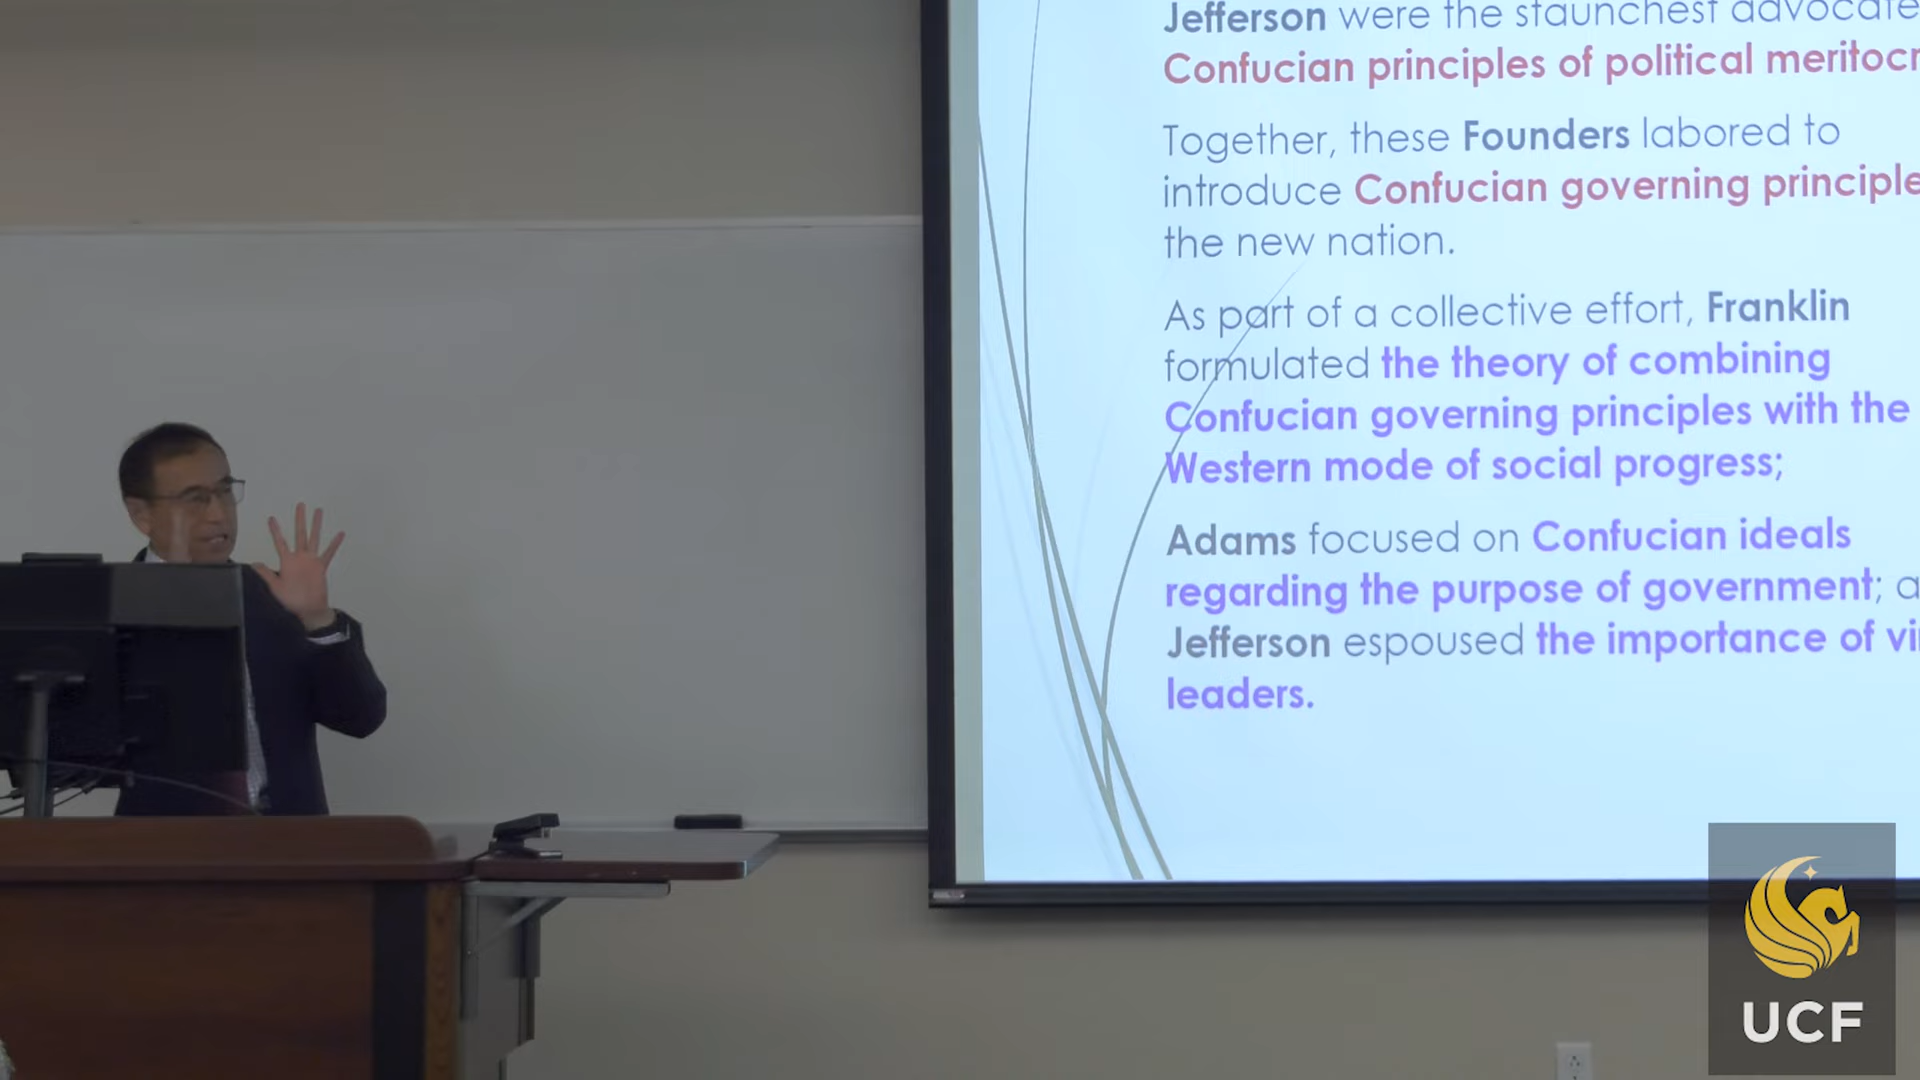 Jefferson were the staunchest advocate
Confucian principles of political meritocr
Together, these Founders labored to
introduce Confucian governing principle
the new nation.
As part of a collective effort, Franklin
formulated the theory of combining
Confucian governing principles with the
Western mode of social progress;
Adams focused on Confucian ideals
regarding the purpose of government; a
Jefferson espoused the importance of vi
leaders.
UCF